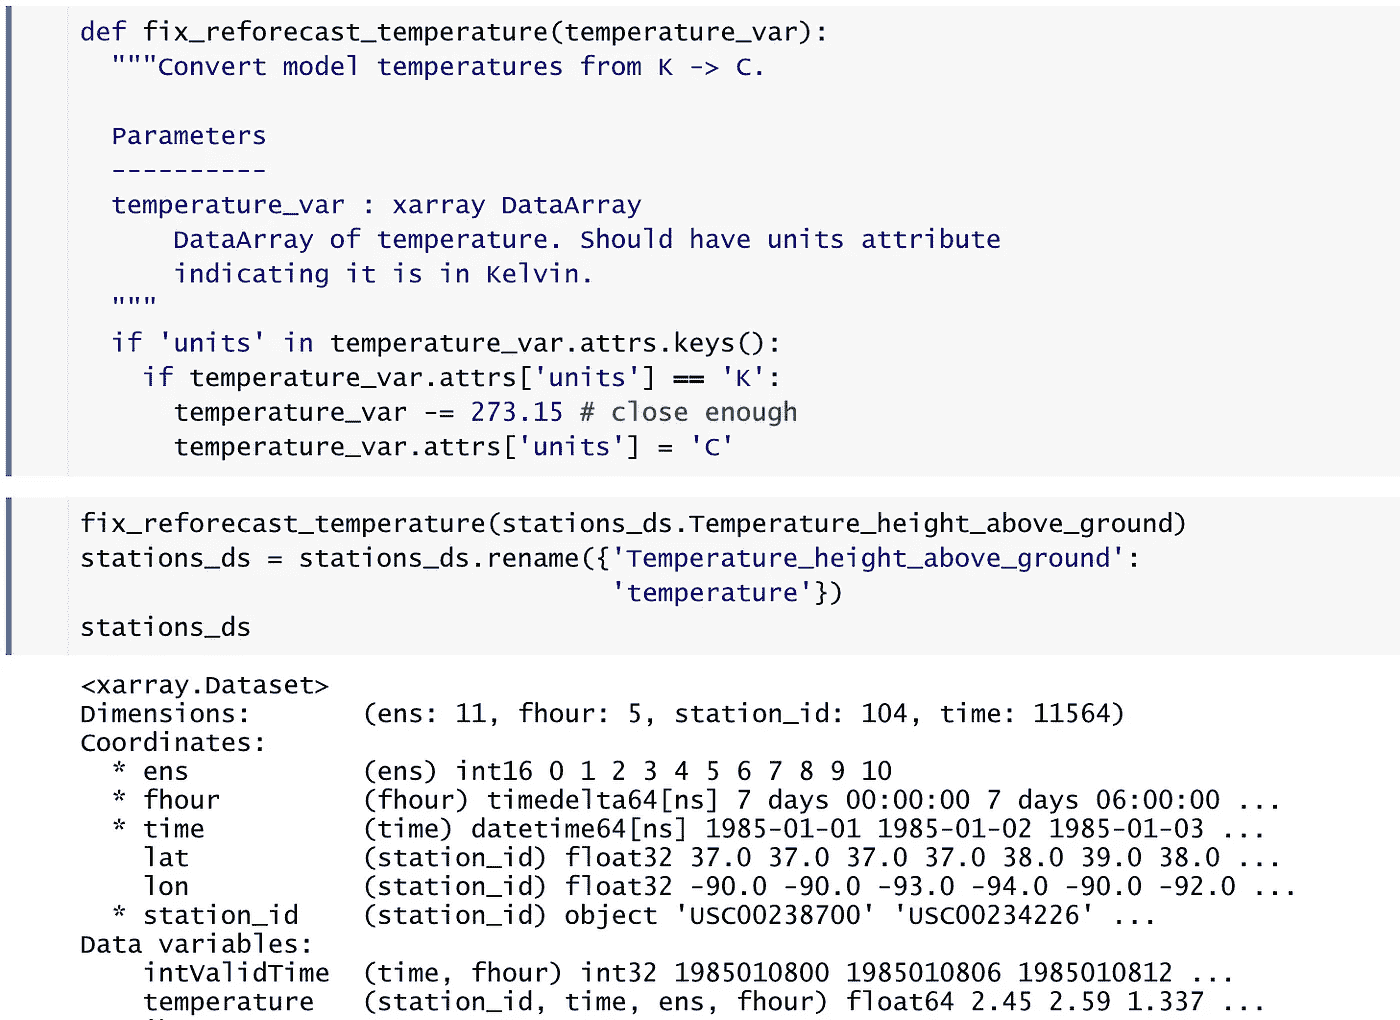 def fix_reforecast_temperature(temperature_var):
  """Convert model temperatures from K -> C.
  Parameters
  ----------
  temperature_var : xarray DataArray
      DataArray of temperature. Should have units attribute
      indicating it is in Kelvin.
  """
  if 'units' in temperature_var.attrs.keys():
    if temperature_var.attrs['units'] == 'K':
      temperature_var -= 273.15 # close enough
      temperature_var.attrs['units'] = 'C'
fix_reforecast_temperature(stations_ds.Temperature_height_above_ground)
stations_ds = stations_ds.rename({'Temperature_height_above_ground':
                                  'temperature'})
stations_ds
<xarray.Dataset>
Dimensions:       (ens: 11, fhour: 5, station_id: 104, time: 11564)
Coordinates:
  * ens           (ens) int16 0 1 2 3 4 5 6 7 8 9 10
  * fhour         (fhour) timedelta64[ns] 7 days 00:00:00 7 days 06:00:00 ...
  * time          (time) datetime64[ns] 1985-01-01 1985-01-02 1985-01-03 ...
    lat           (station_id) float32 37.0 37.0 37.0 37.0 38.0 39.0 38.0 ...
    lon           (station_id) float32 -90.0 -90.0 -93.0 -94.0 -90.0 -92.0 ...
  * station_id    (station_id) object 'USC00238700' 'USC00234226' ...
Data variables:
    intValidTime  (time, fhour) int32 1985010800 1985010806 1985010812 ...
    temperature   (station_id, time, ens, fhour) float64 2.45 2.59 1.337 ...